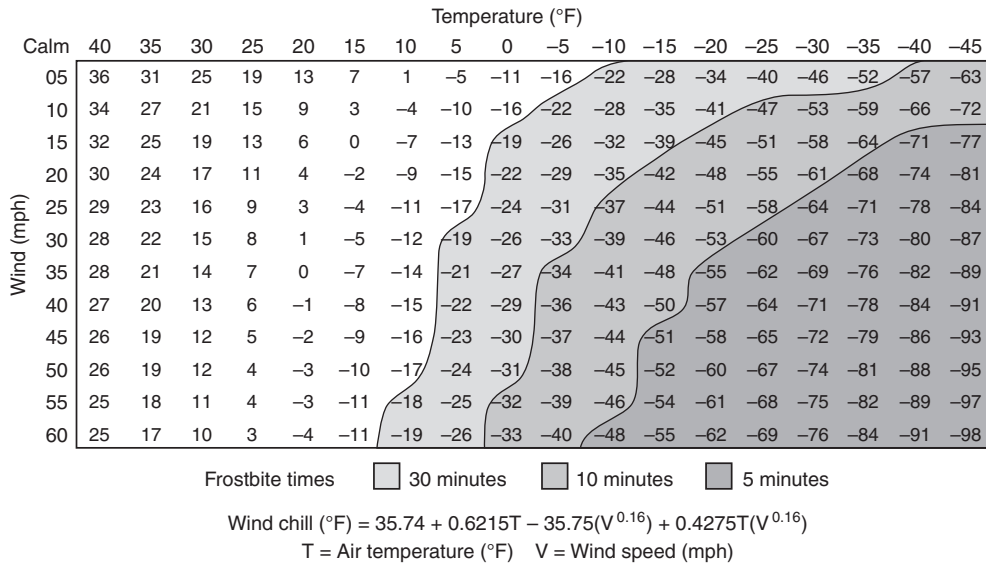 Temperature (°F)
Calm 40 35 30 25 20 15 10 5 0 –5 –10 –15 –20 –25 –30 –35 –40 –45
05 36 31 25 19 13 7 1 –5 –11 –16 –22 –28 –34 –40 –46 –52 –57 –63
10 34 27 21 15 9 3 –4 –10 –16 –22 –28 –35 –41 –47 –53 –59 –66 –72
15 32 25 19 13 6 0 –7 –13 –19 –26 –32 –39 –45 –51 –58 –64 –71 –77
20 30 24 17 11 4 –2 –9 –15 –22 –29 –35 –42 –48 –55 –61 –68 –74 –81
25 29 23 16 9 3 –4 –11 –17 –24 –31 –37 –44 –51 –58 –64 –71 –78 –84
30 28 22 15 8 1 –5 –12 –19 –26 –33 –39 –46 –53 –60 –67 –73 –80 –87
35 28 21 14 7 0 –7 –14 –21 –27 –34 –41 –48 –55 –62 –69 –76 –82 –89
40 27 20 13 6 –1 –8 –15 –22 –29 –36 –43 –50 –57 –64 –71 –78 –84 –91
45 26 19 12 5 –2 –9 –16 –23 –30 –37 –44 –51 –58 –65 –72 –79 –86 –93
50 26 19 12 4 –3 –10 –17 –24 –31 –38 –45 –52 –60 –67 –74 –81 –88 –95
55 25 18 11 4 –3 –11 –18 –25 –32 –39 –46 –54 –61 –68 –75 –82 –89 –97
60 25 17 10 3 –4 –11 –19 –26 –33 –40 –48 –55 –62 –69 –76 –84 –91 –98
Wind (mph)
Frostbite times 30 minutes 10 minutes 5 minutes
Wind chill (°F) = 35.74 + 0.6215T – 35.75(V^0.16) + 0.4275T(V^0.16)
T = Air temperature (°F) V = Wind speed (mph)